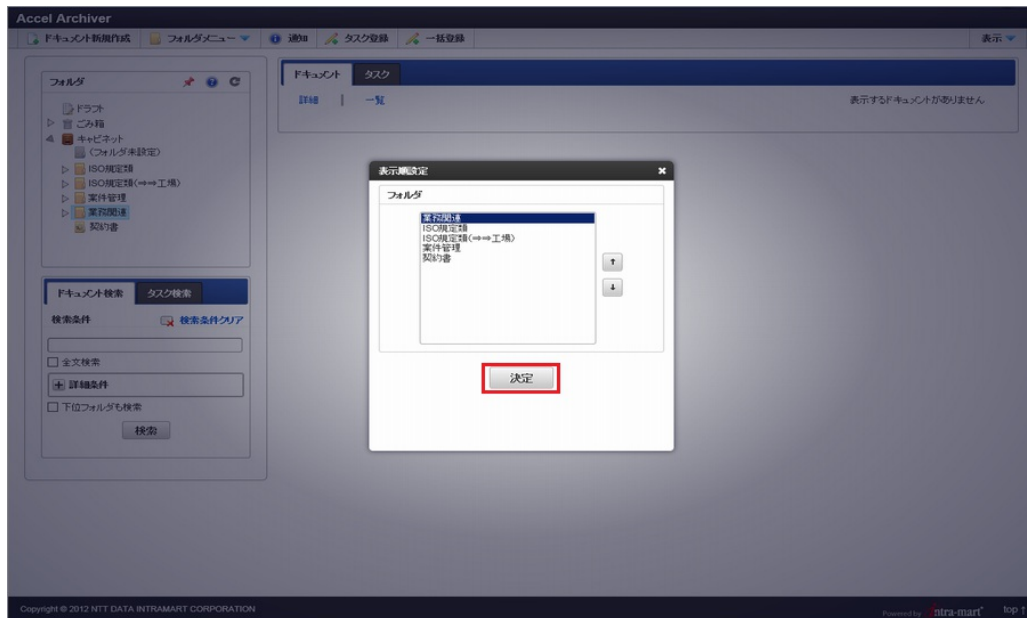 Accel Archiver
ドキュメント新規作成 フォルダメニュー 通知 タスク登録 一括登録 表示
フォルダ
ドラフト
ごみ箱
キャビネット
(フォルダ未設定)
ISO規定類
ISO規定類(⇒⇒工場)
案件管理
業務関連
契約書
ドキュメント検索 タスク検索
検索条件 検索条件クリア
全文検索
詳細条件
下位フォルダも検索
検索
ドキュメント タスク
詳細 | 一覧 表示するドキュメントがありません
表示順設定
フォルダ
業務関連
ISO規定類
ISO規定類(⇒⇒工場)
案件管理
契約書
↑
↓
決定
Copyright © 2012 NTT DATA INTRAMART CORPORATION
Powered by intra-mart top ↑